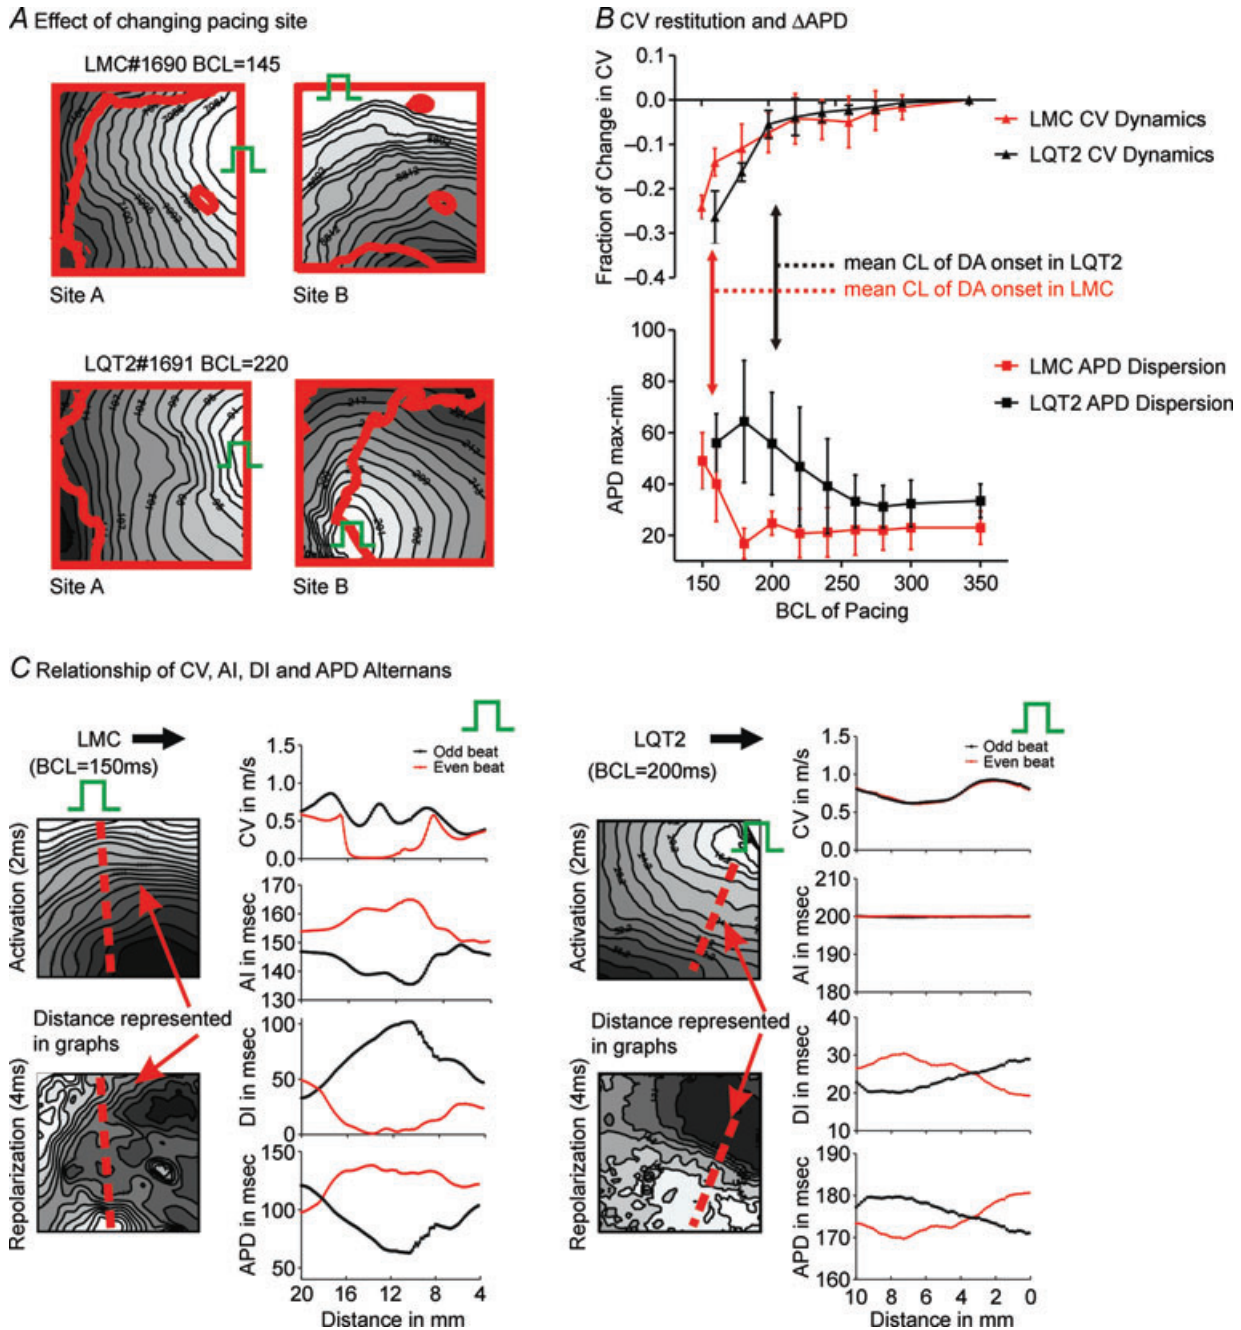 A Effect of changing pacing site
LMC#1690 BCL=145
Site A
Site B
LQT2#1691 BCL=220
Site A
Site B
B CV restitution and ΔAPD
Fraction of Change in CV
0.1
0.0
−0.1
−0.2
−0.3
−0.4
LMC CV Dynamics
LQT2 CV Dynamics
mean CL of DA onset in LQT2
mean CL of DA onset in LMC
APD max-min
100
80
60
40
20
LMC APD Dispersion
LQT2 APD Dispersion
150 200 250 300 350
BCL of Pacing
C Relationship of CV, AI, DI and APD Alternans
LMC
(BCL=150ms)
Activation (2ms)
Distance represented
in graphs
Repolarization (4ms)
CV in m/s
1.5
1.0
0.5
0.0
Odd beat
Even beat
AI in msec
170
160
150
140
130
DI in msec
100
50
0
APD in msec
150
100
50
20 16 12 8 4
Distance in mm
LQT2
(BCL=200ms)
Activation (2ms)
Distance represented
in graphs
Repolarization (4ms)
CV in m/s
1.5
1.0
0.5
0.0
Odd beat
Even beat
AI in msec
210
200
190
180
DI in msec
40
30
20
10
APD in msec
190
180
170
160
10 8 6 4 2 0
Distance in mm